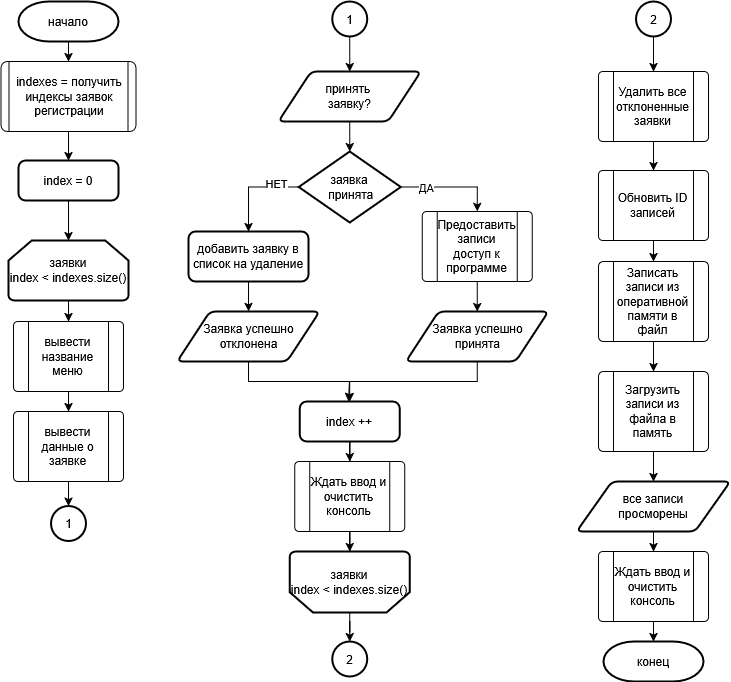 начало
indexes = получить
индексы заявок
регистрации
index = 0
заявки
index < indexes.size()
вывести
название
меню
вывести
данные о
заявке
1
1
принять
заявку?
заявка
принята
НЕТ
ДА
добавить заявку в
список на удаление
Предоставить
записи
доступ к
программе
Заявка успешно
отклонена
Заявка успешно
принята
index ++
Ждать ввод и
очистить
консоль
заявки
index < indexes.size()
2
2
Удалить все
отклоненные
заявки
Обновить ID
записей
Записать
записи из
оперативной
памяти в
файл
Загрузить
записи из
файла в
память
все записи
просморены
Ждать ввод и
очистить
консоль
конец